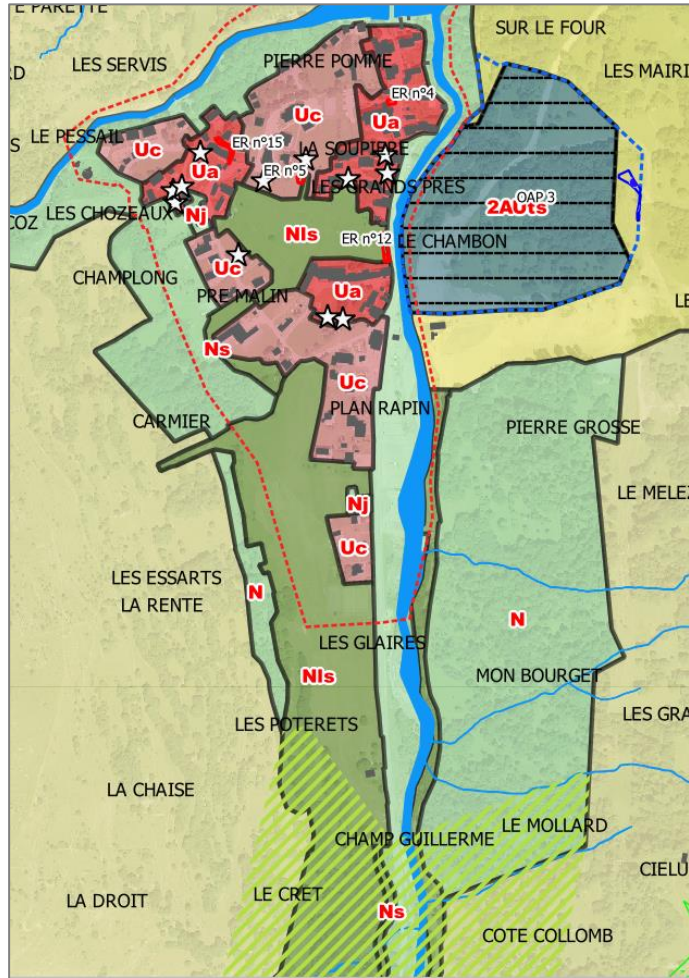 E PARETTE
SUR LE FOUR
LES SERVIS
PIERRE POMME
LES MAIRI
ER n°4
LE PESSAIL
Uc
Uc
Ua
ER n°15
LA SOUPIERE
Ua
ER n°5
LES GRANDS PRES
OAP 3
2AUts
LES CHOZEAUX
Nj
COZ
Nls
ER n°12
LE CHAMBON
Uc
CHAMPLONG
PRE MALIN
Ua
LE
Ns
Uc
PLAN RAPIN
CARMIER
PIERRE GROSSE
LE MELEZ
Nj
Uc
LES ESSARTS
N
LA RENTE
N
LES GLAIRES
Nls
MON BOURGET
LES GRA
LES POTERETS
LA CHAISE
LE MOLLARD
CHAMP GUILLERME
CIELU
LE CRET
LA DROIT
Ns
COTE COLLOMB